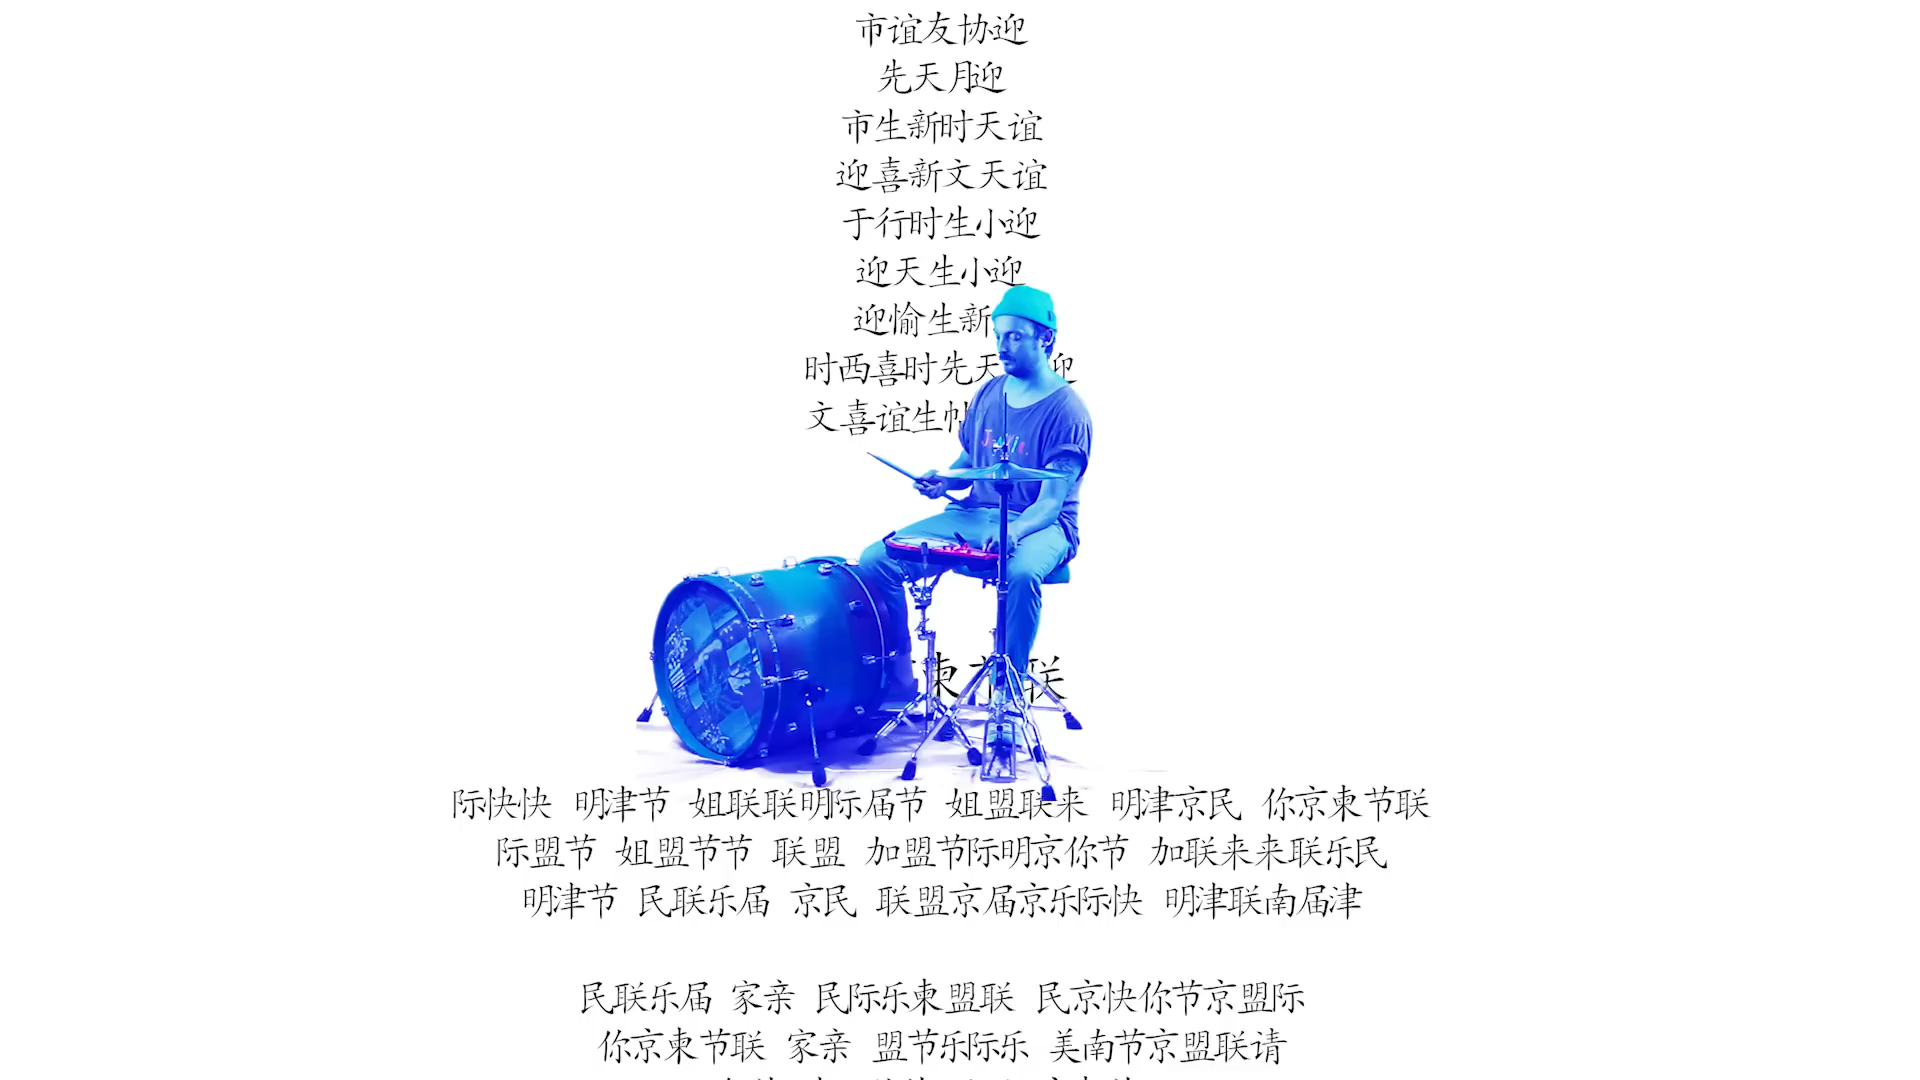 市谊友协迎
先天月迎
市生新时天谊
迎喜新文天谊
于行时生小迎
迎天生小迎
迎愉生新
时西喜时先天 迎
文喜谊生帖
柬节联
际快快 明津节 姐联联明际届节 姐盟联来 明津京民 你京柬节联
际盟节 姐盟节节 联盟 加盟节际明京你节 加联来来联乐民
明津节 民联乐届 京民 联盟京届京乐际快 明津联南届津
民联乐届 家亲 民际乐柬盟联 民京快你节京盟际
你京柬节联 家亲 盟节乐际乐 美南节京盟联请